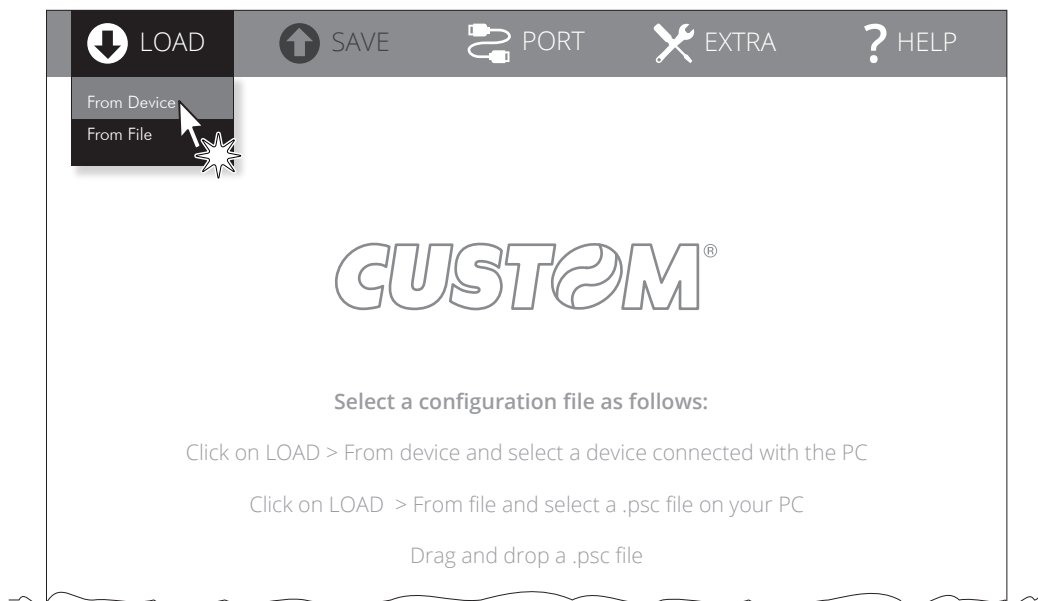 LOAD SAVE PORT EXTRA ? HELP
From Device
From File
CUSTOM®
Select a configuration file as follows:
Click on LOAD > From device and select a device connected with the PC
Click on LOAD > From file and select a .psc file on your PC
Drag and drop a .psc file